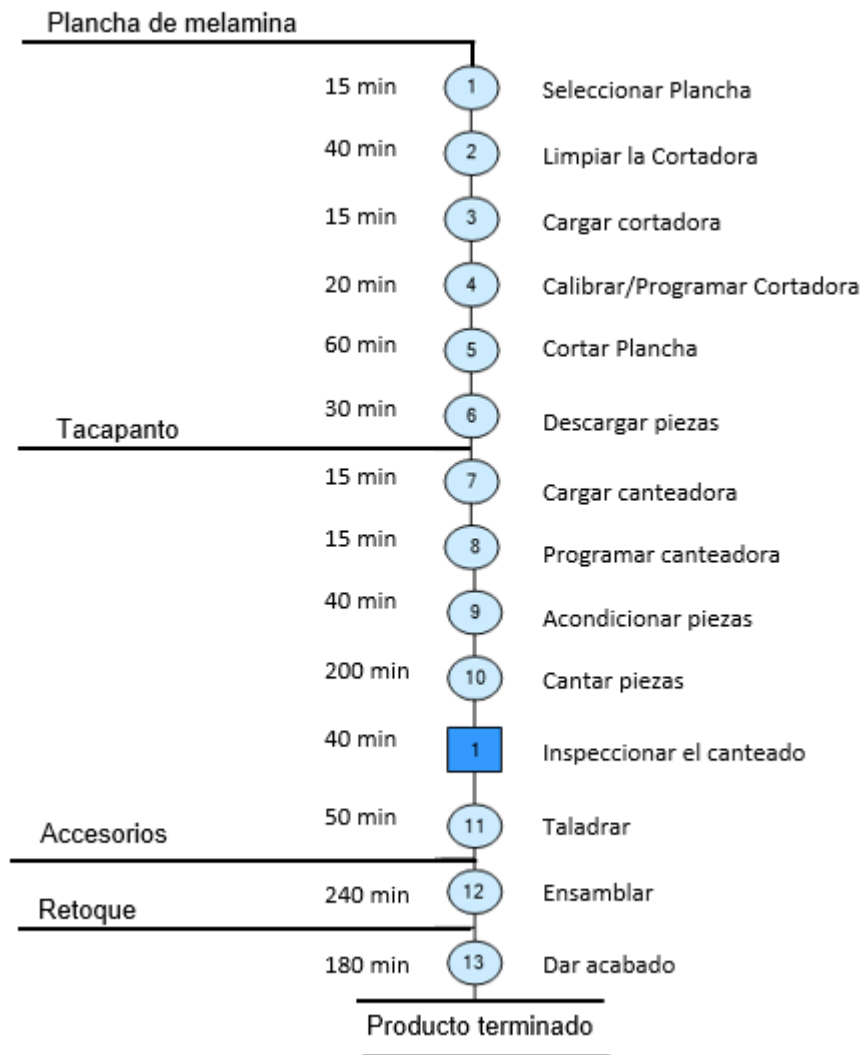 Plancha de melamina
15 min 1 Seleccionar Plancha
40 min 2 Limpiar la Cortadora
15 min 3 Cargar cortadora
20 min 4 Calibrar/Programar Cortadora
60 min 5 Cortar Plancha
30 min 6 Descargar piezas
Tacapanto
15 min 7 Cargar canteadora
15 min 8 Programar canteadora
40 min 9 Acondicionar piezas
200 min 10 Cantar piezas
40 min 1 Inspeccionar el canteado
50 min 11 Taladrar
Accesorios
240 min 12 Ensamblar
Retoque
180 min 13 Dar acabado
Producto terminado